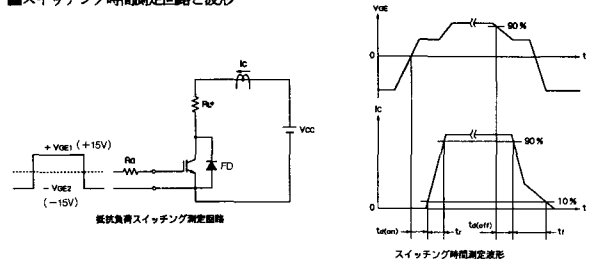 ■スイッチング時間測定回路と波形
Ic
RL*
VCC
+ VGE1 (+15V)
RG
FD
− VGE2
(−15V)
抵抗負荷スイッチング測定回路
VGE
90%
0
t
IC
90%
10%
0
t
td(on)
tr
td(off)
tf
スイッチング時間測定波形